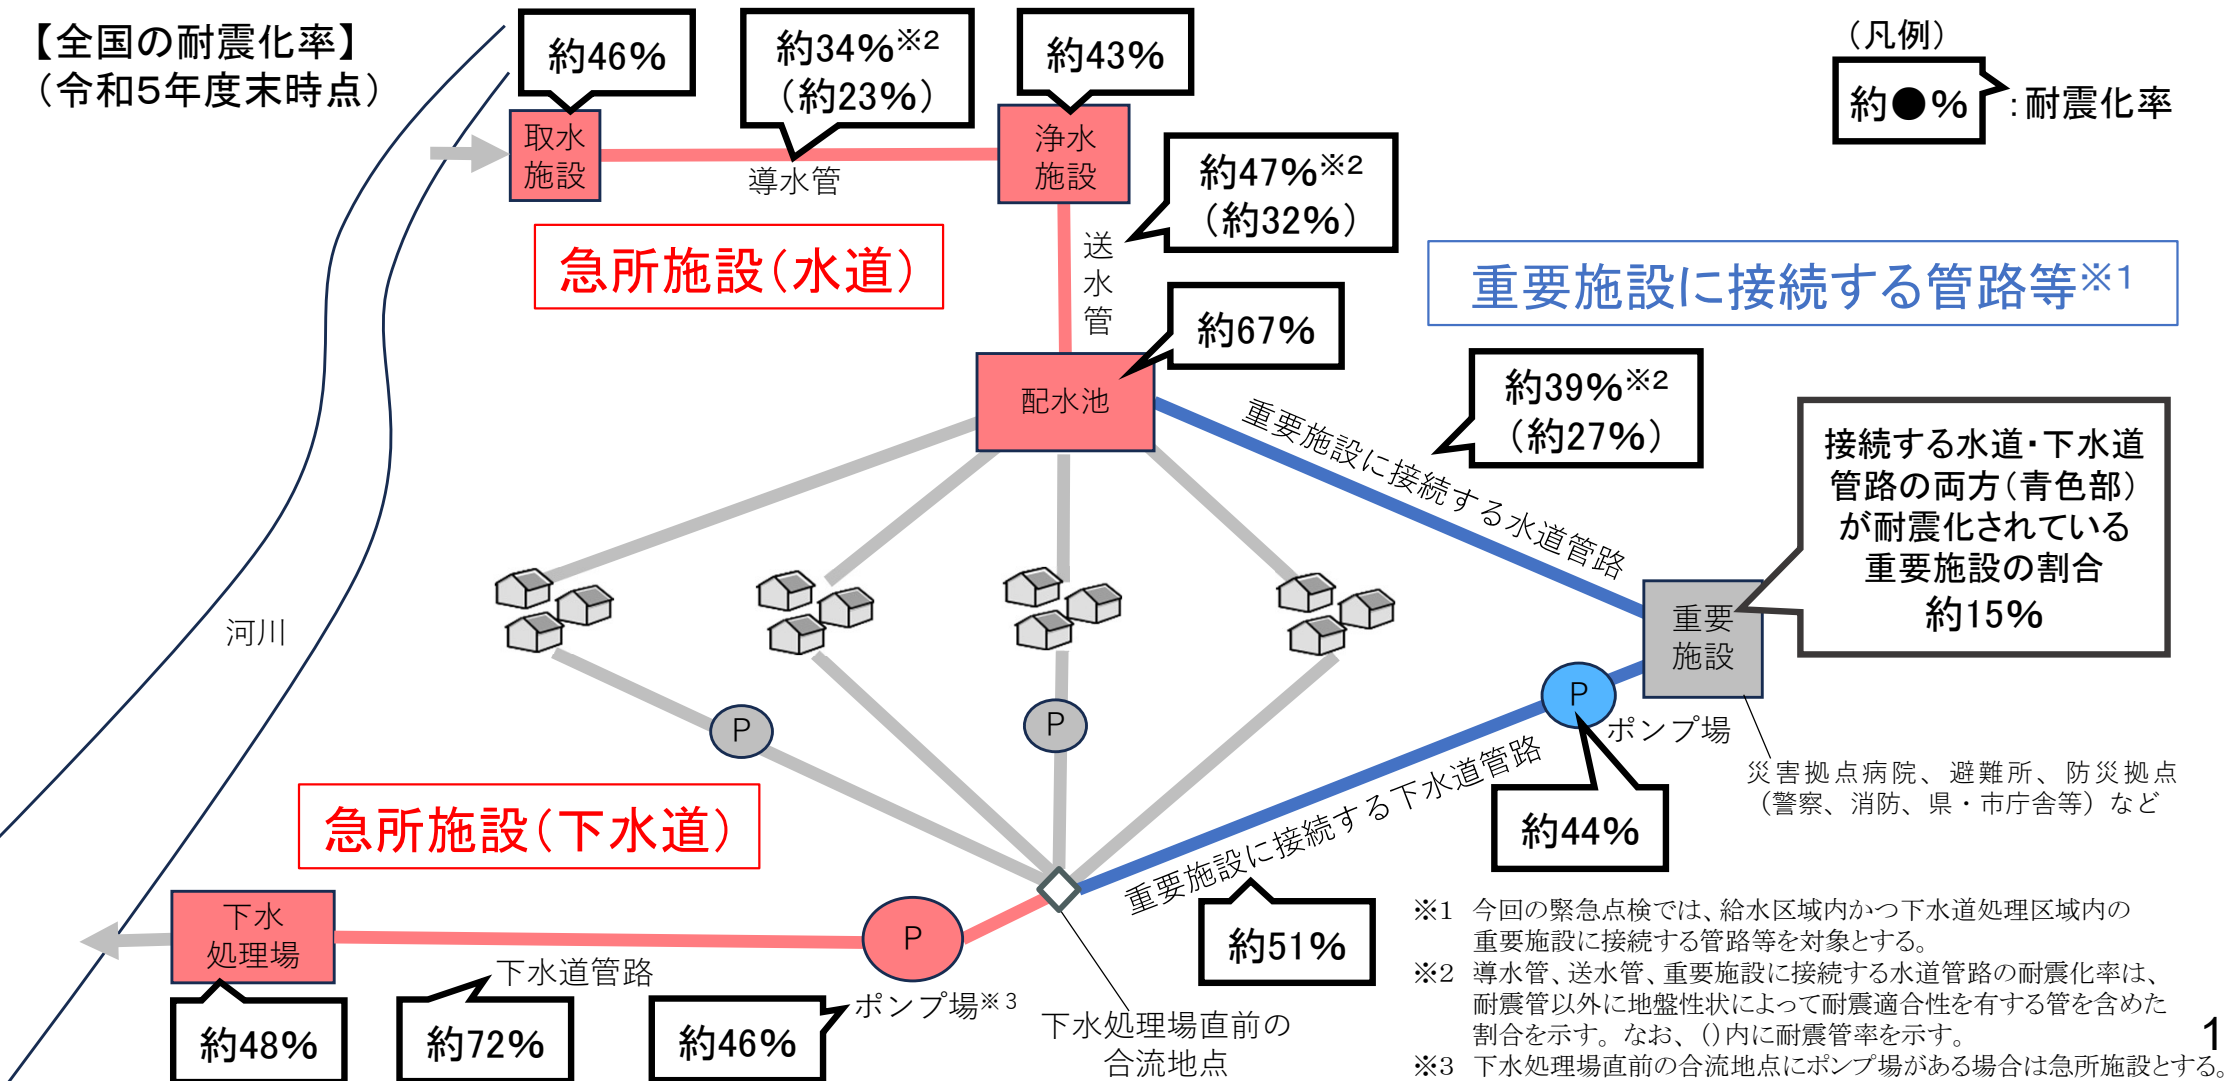 【全国の耐震化率】
（令和5年度末時点）
約46%
約34%※2
（約23%）
約43%
（凡例）
約●%
：耐震化率
取水
施設
導水管
浄水
施設
約47%※2
（約32%）
急所施設（水道）
送
水
管
重要施設に接続する管路等※1
約67%
配水池
約39%※2
（約27%）
重要施設に接続する水道管路
接続する水道・下水道
管路の両方（青色部）
が耐震化されている
重要施設の割合
約15%
河川
重要
施設
P
ポンプ場
P
P
災害拠点病院、避難所、防災拠点
（警察、消防、県・市庁舎等）など
約44%
急所施設（下水道）
重要施設に接続する下水道管路
約51%
下水
処理場
P
下水道管路
ポンプ場※3
約48%
約72%
約46%
下水処理場直前の
合流地点
※1　今回の緊急点検では、給水区域内かつ下水道処理区域内の
重要施設に接続する管路等を対象とする。
※2　導水管、送水管、重要施設に接続する水道管路の耐震化率は、
耐震管以外に地盤性状によって耐震適合性を有する管を含めた
割合を示す。なお、()内に耐震管率を示す。
※3　下水処理場直前の合流地点にポンプ場がある場合は急所施設とする。
1